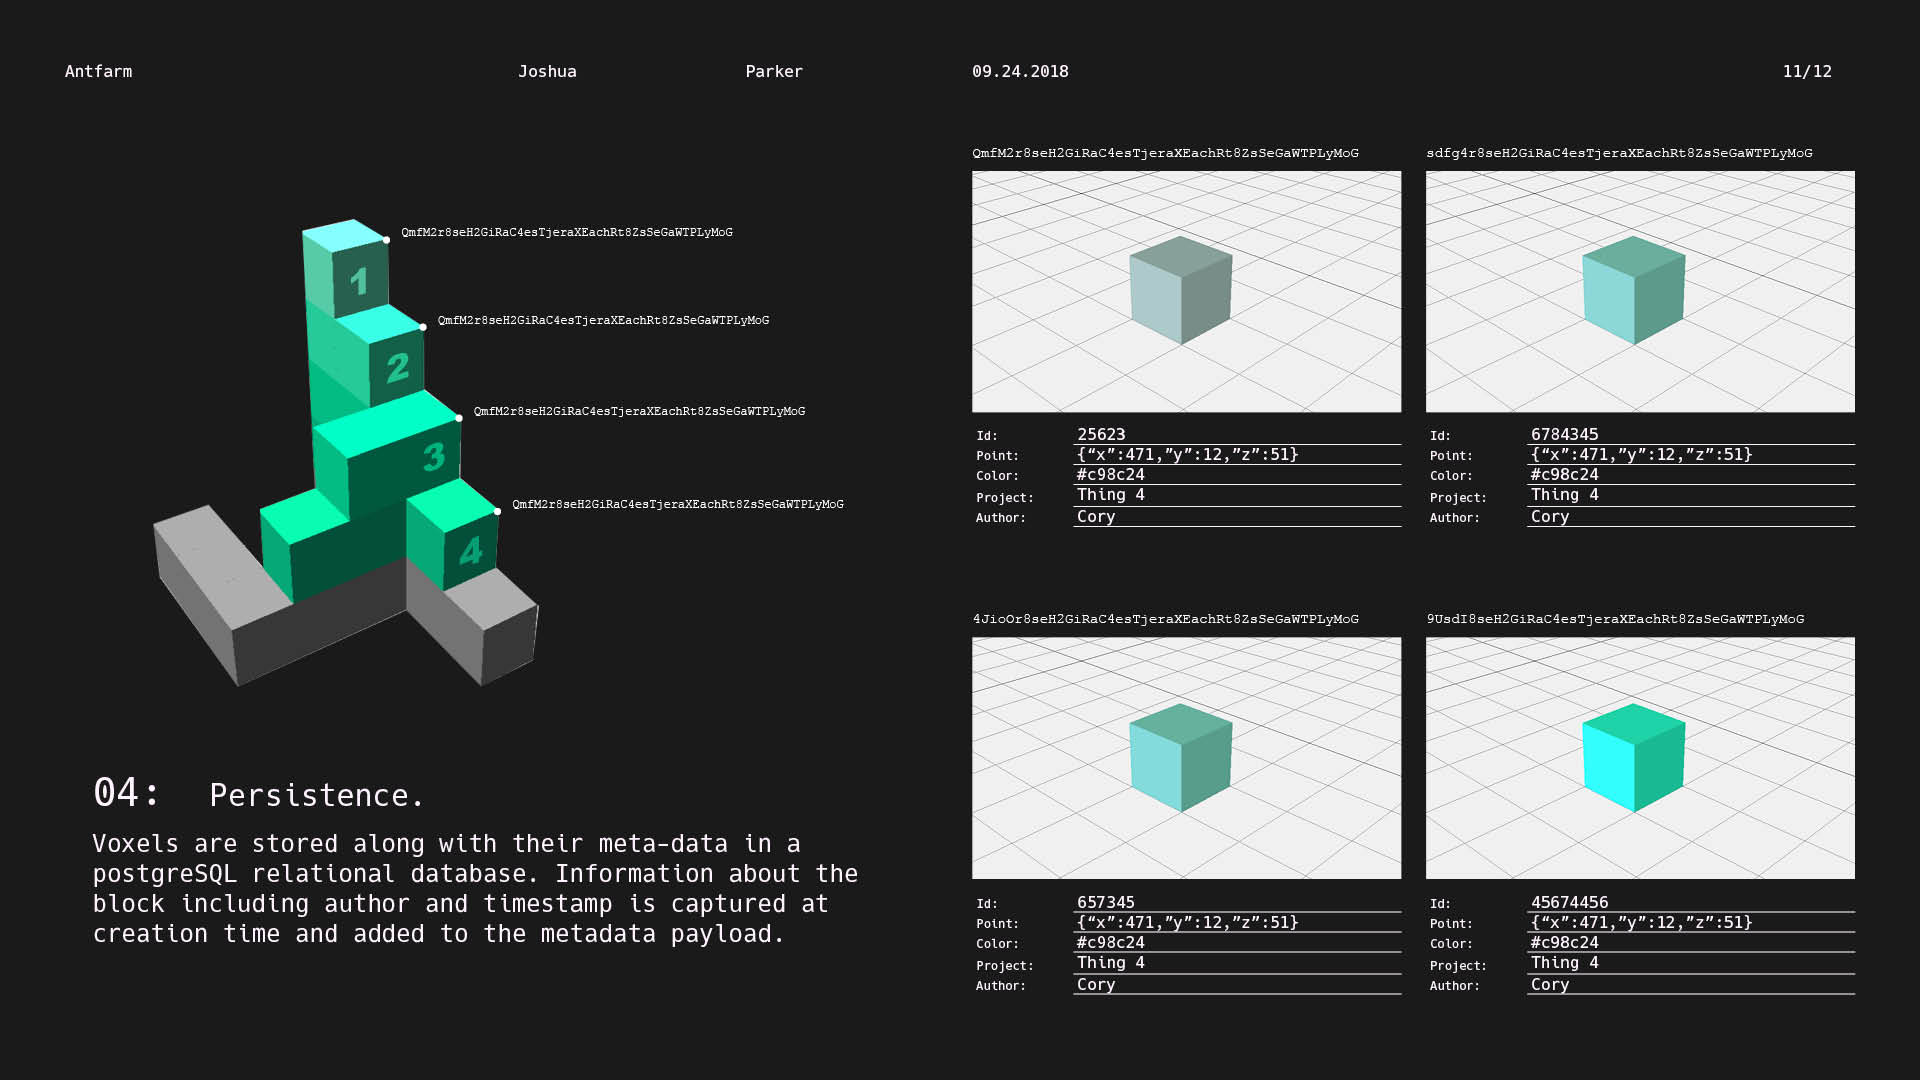 Antfarm Joshua Parker 09.24.2018 11/12
QmfM2r8seH2GiRaC4esTjeraXEachRt8ZsSeGaWTPLyMoG
1
QmfM2r8seH2GiRaC4esTjeraXEachRt8ZsSeGaWTPLyMoG
2
QmfM2r8seH2GiRaC4esTjeraXEachRt8ZsSeGaWTPLyMoG
3
QmfM2r8seH2GiRaC4esTjeraXEachRt8ZsSeGaWTPLyMoG
4
04: Persistence.
Voxels are stored along with their meta-data in a
postgreSQL relational database. Information about the
block including author and timestamp is captured at
creation time and added to the metadata payload.
QmfM2r8seH2GiRaC4esTjeraXEachRt8ZsSeGaWTPLyMoG
Id: 25623
Point: {“x”:471,”y”:12,”z”:51}
Color: #c98c24
Project: Thing 4
Author: Cory
sdfg4r8seH2GiRaC4esTjeraXEachRt8ZsSeGaWTPLyMoG
Id: 6784345
Point: {“x”:471,”y”:12,”z”:51}
Color: #c98c24
Project: Thing 4
Author: Cory
4JioOr8seH2GiRaC4esTjeraXEachRt8ZsSeGaWTPLyMoG
Id: 657345
Point: {“x”:471,”y”:12,”z”:51}
Color: #c98c24
Project: Thing 4
Author: Cory
9UsdI8seH2GiRaC4esTjeraXEachRt8ZsSeGaWTPLyMoG
Id: 45674456
Point: {“x”:471,”y”:12,”z”:51}
Color: #c98c24
Project: Thing 4
Author: Cory